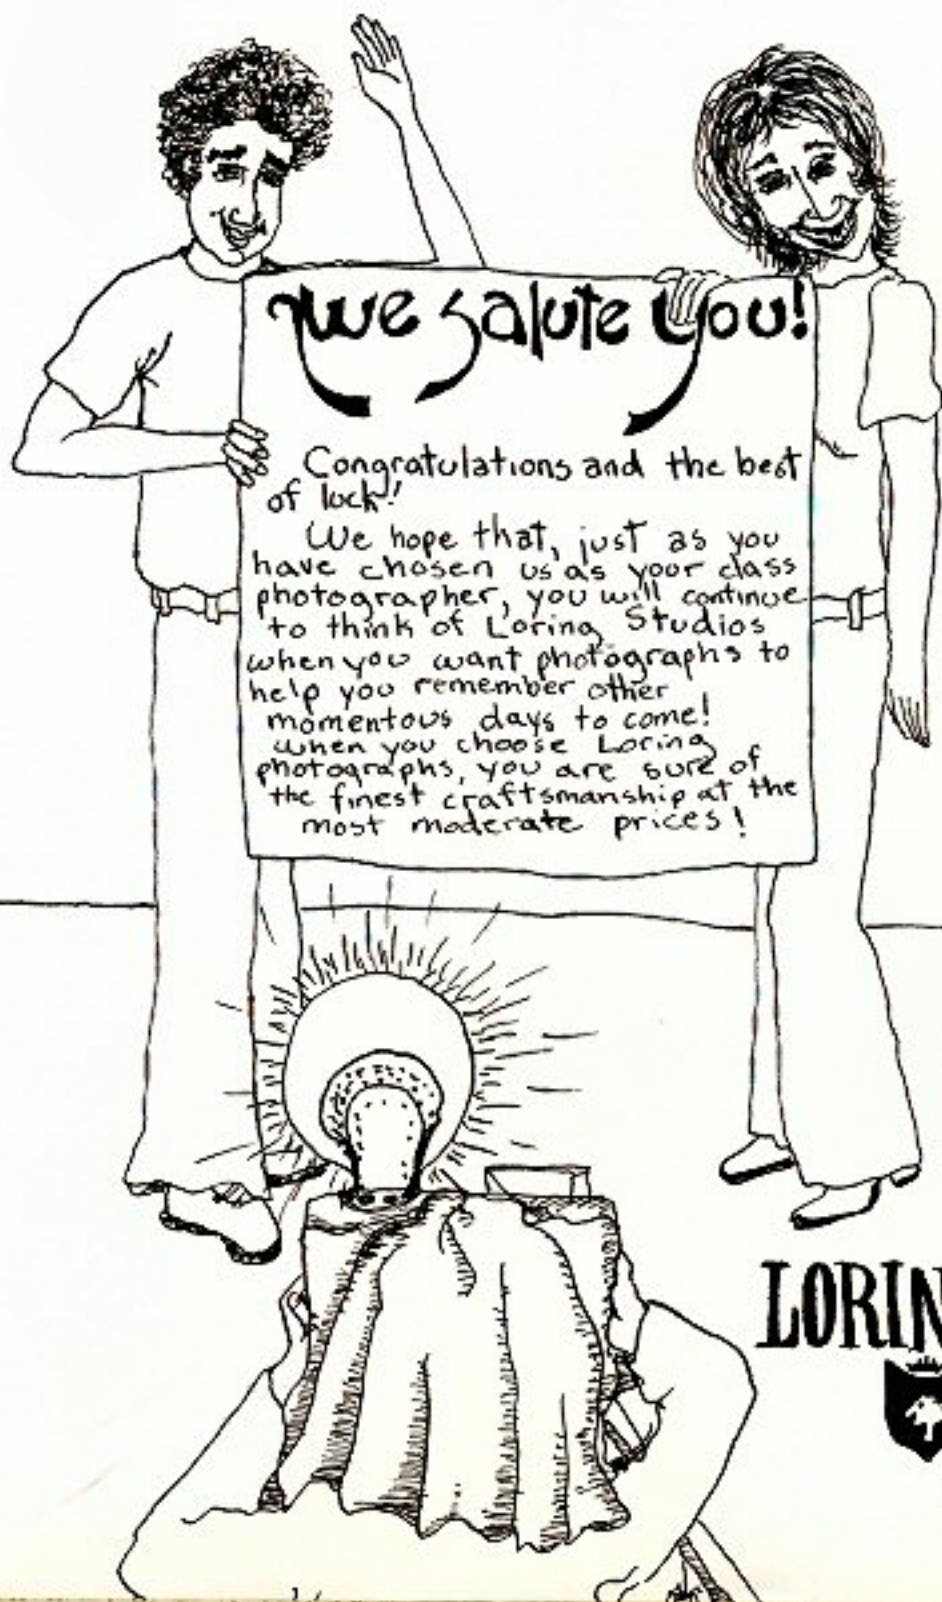 We Salute You!
Congratulations and the best
of luck!
We hope that, just as you
have chosen us as your class
photographer, you will continue
to think of Loring Studios
when you want photographs to
help you remember other
momentous days to come!
when you choose Loring
photographs, you are sure of
the finest craftsmanship at the
most moderate prices!
LORIN